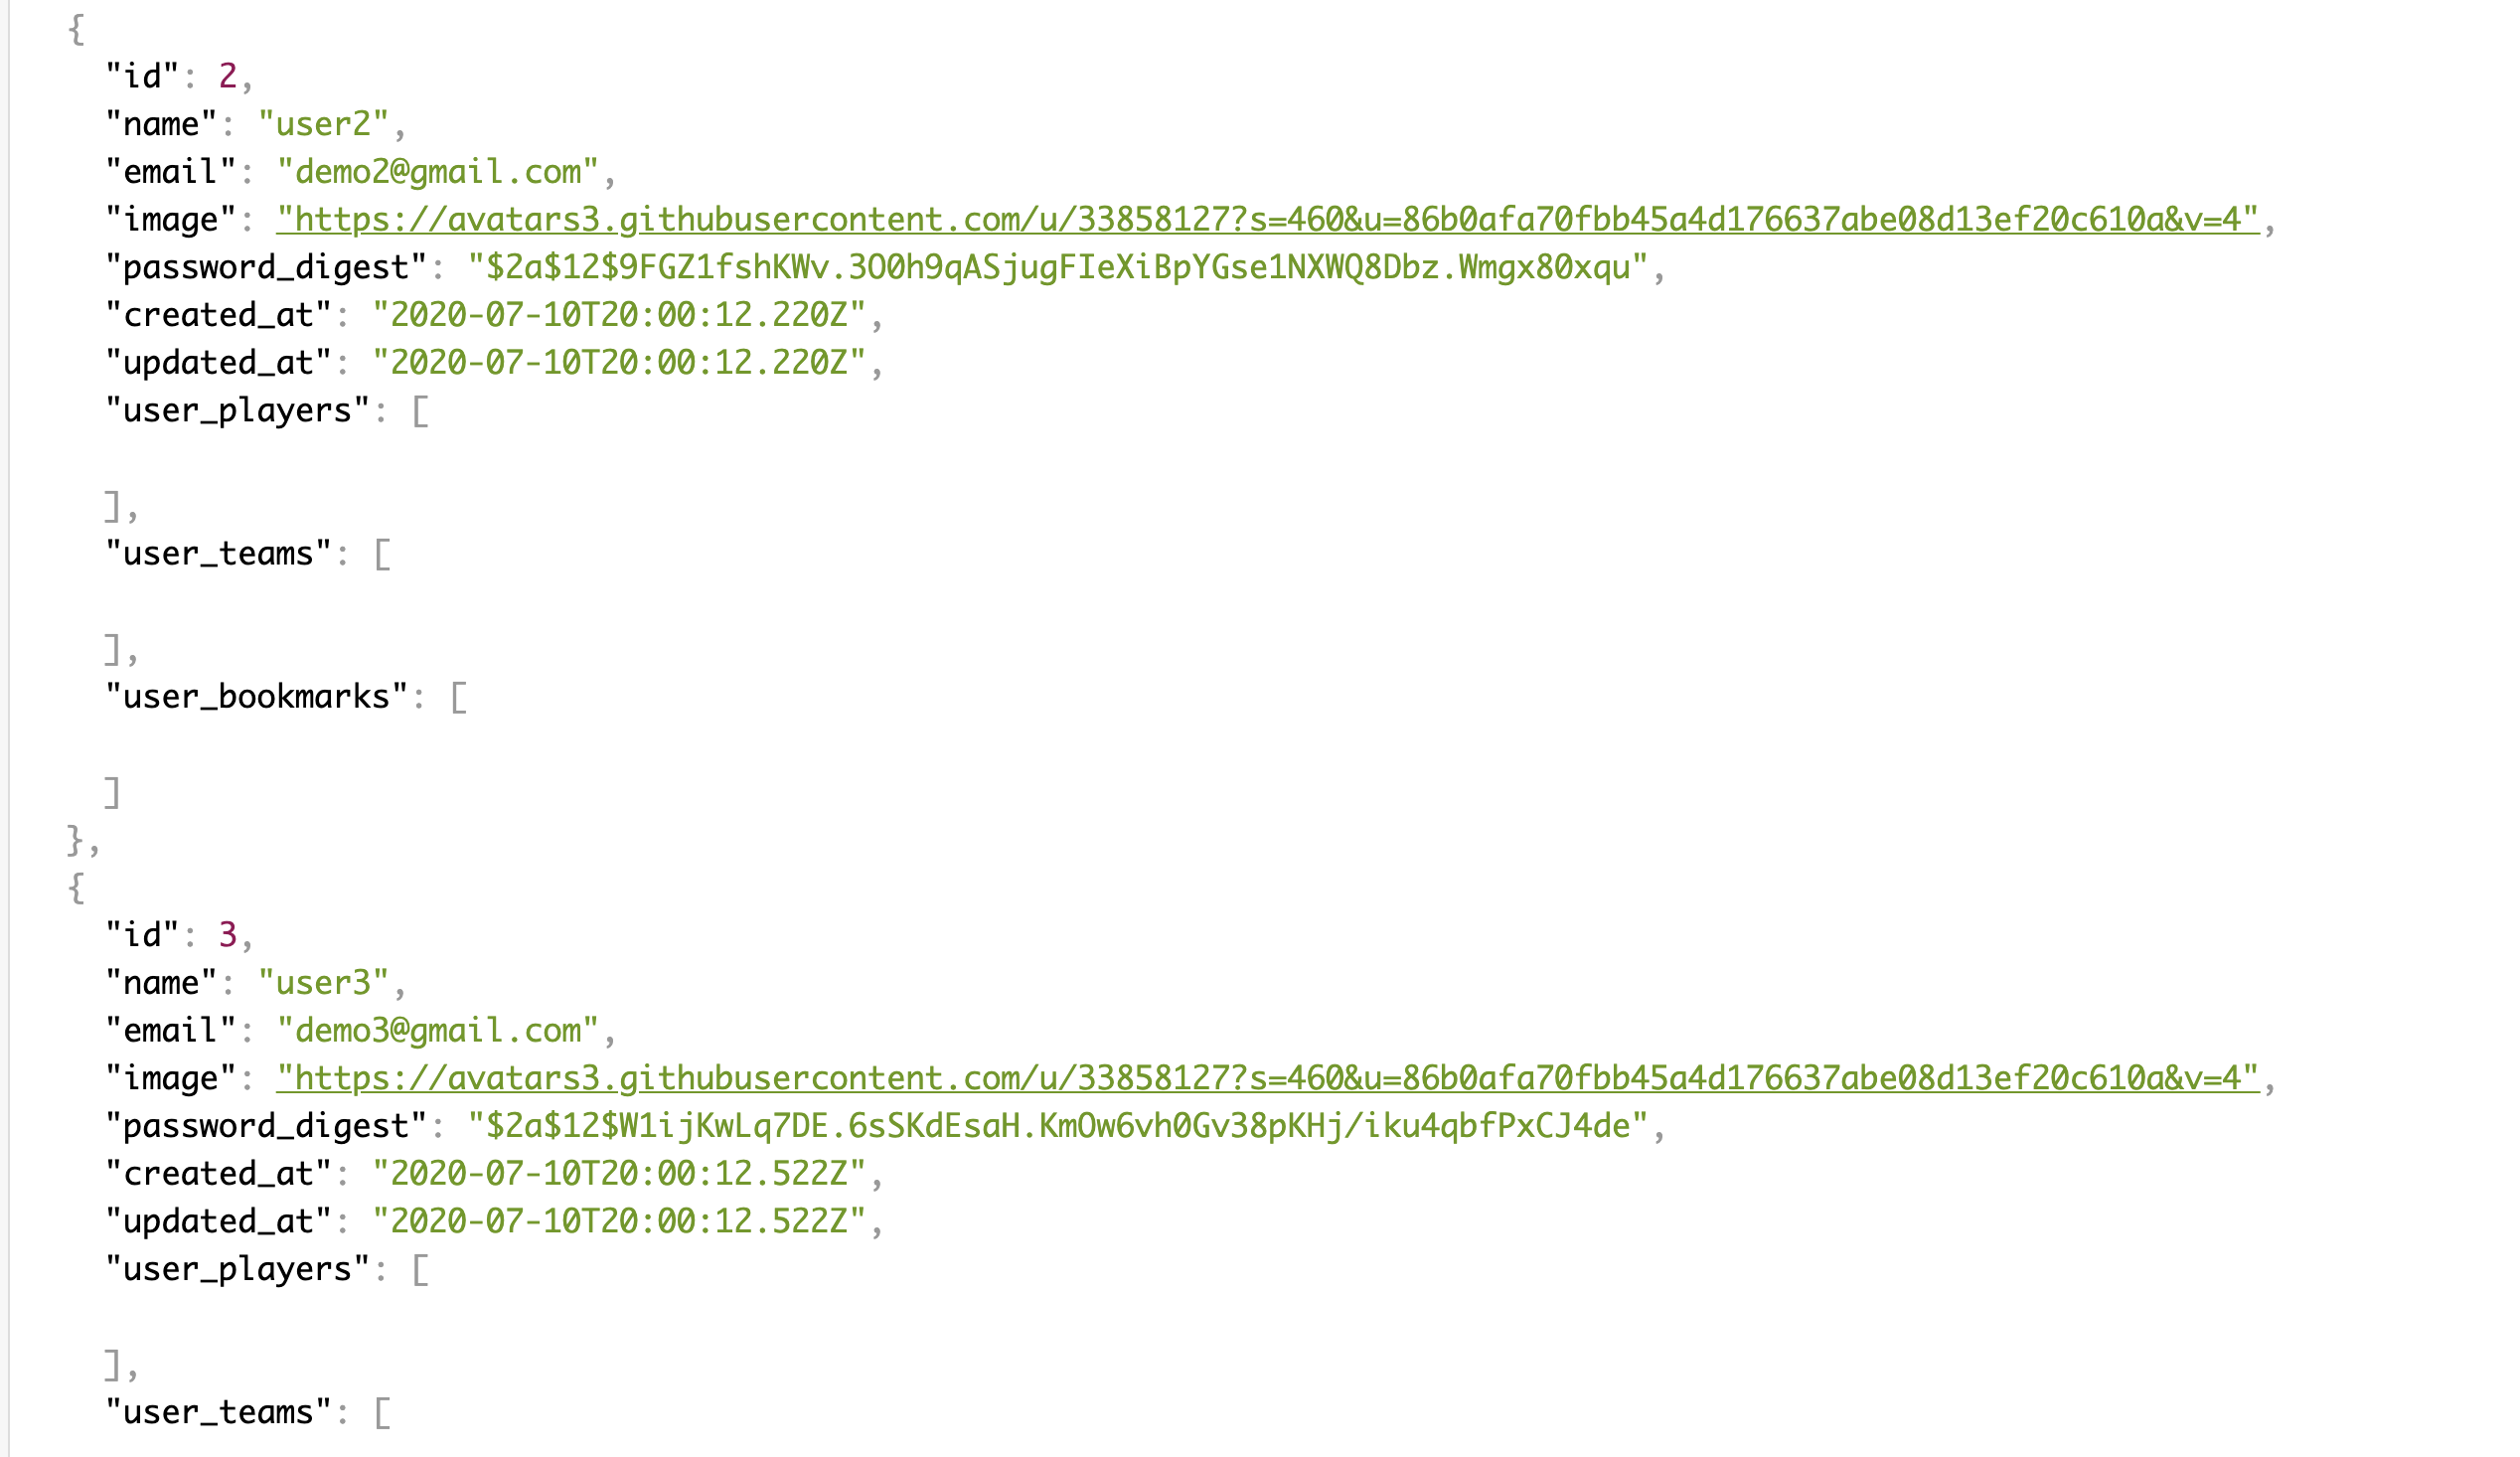 {
"id": 2,
"name": "user2",
"email": "demo2@gmail.com",
"image": "https://avatars3.githubusercontent.com/u/33858127?s=460&u=86b0afa70fbb45a4d176637abe08d13ef20c610a&v=4",
"password_digest": "$2a$12$9FGZ1fshKWv.3O0h9qASjugFIeXiBpYGse1NXWQ8Dbz.Wmgx80xqu",
"created_at": "2020-07-10T20:00:12.220Z",
"updated_at": "2020-07-10T20:00:12.220Z",
"user_players": [
],
"user_teams": [
],
"user_bookmarks": [
]
},
{
"id": 3,
"name": "user3",
"email": "demo3@gmail.com",
"image": "https://avatars3.githubusercontent.com/u/33858127?s=460&u=86b0afa70fbb45a4d176637abe08d13ef20c610a&v=4",
"password_digest": "$2a$12$W1ijKwLq7DE.6sSKdEsaH.KmOw6vh0Gv38pKHj/iku4qbfPxCJ4de",
"created_at": "2020-07-10T20:00:12.522Z",
"updated_at": "2020-07-10T20:00:12.522Z",
"user_players": [
],
"user_teams": [